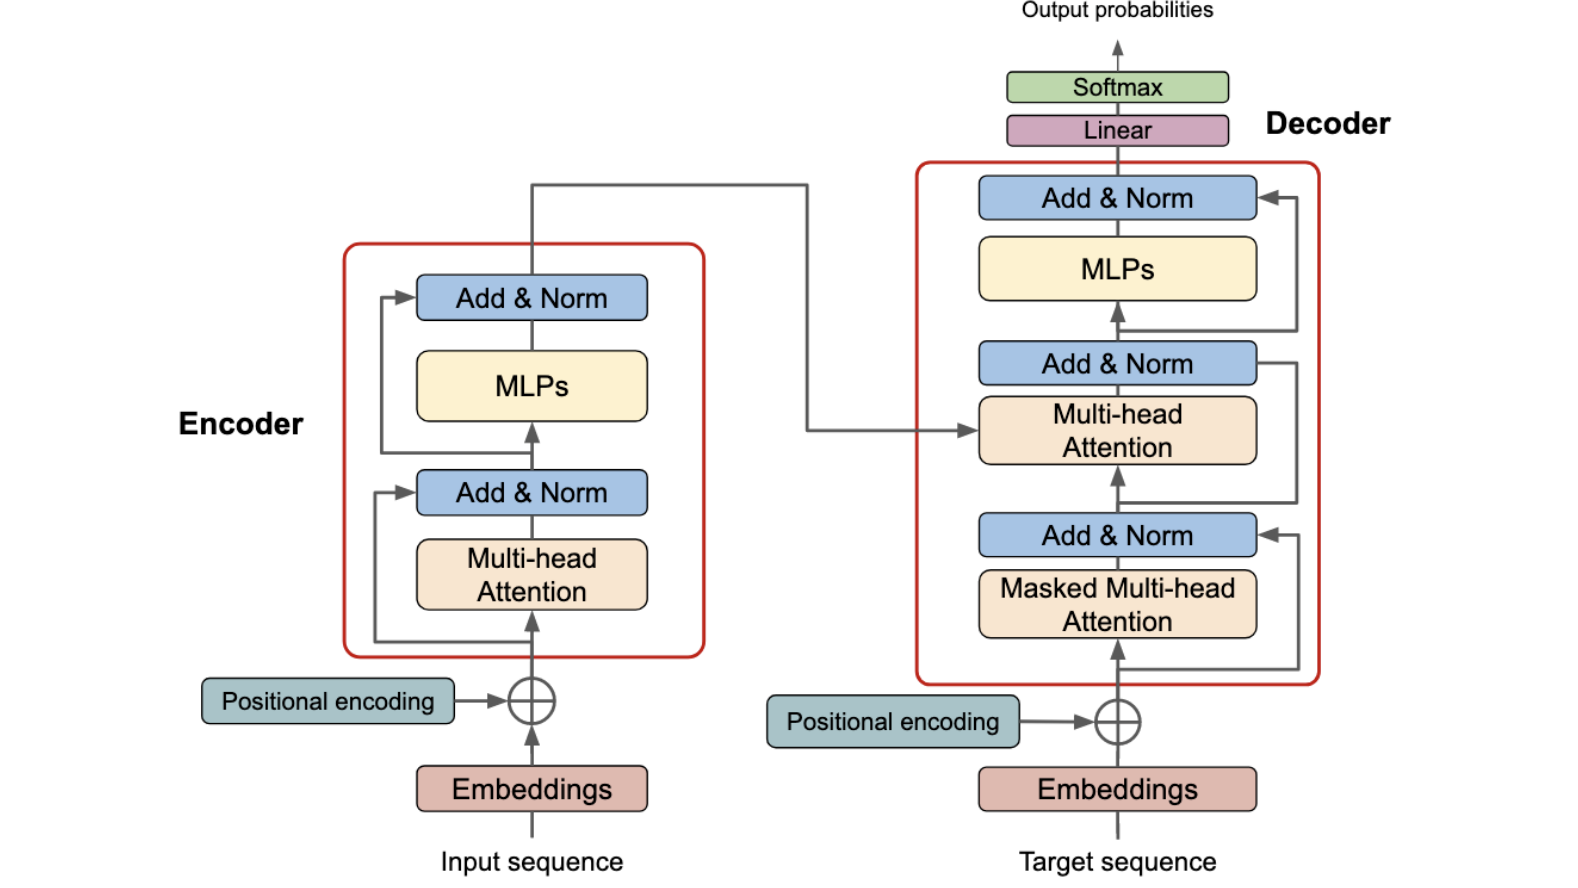 Output probabilities
Softmax
Linear
Decoder
Add & Norm
MLPs
Add & Norm
Multi-head
Attention
Add & Norm
Masked Multi-head
Attention
Positional encoding
Embeddings
Target sequence
Encoder
Add & Norm
MLPs
Add & Norm
Multi-head
Attention
Positional encoding
Embeddings
Input sequence